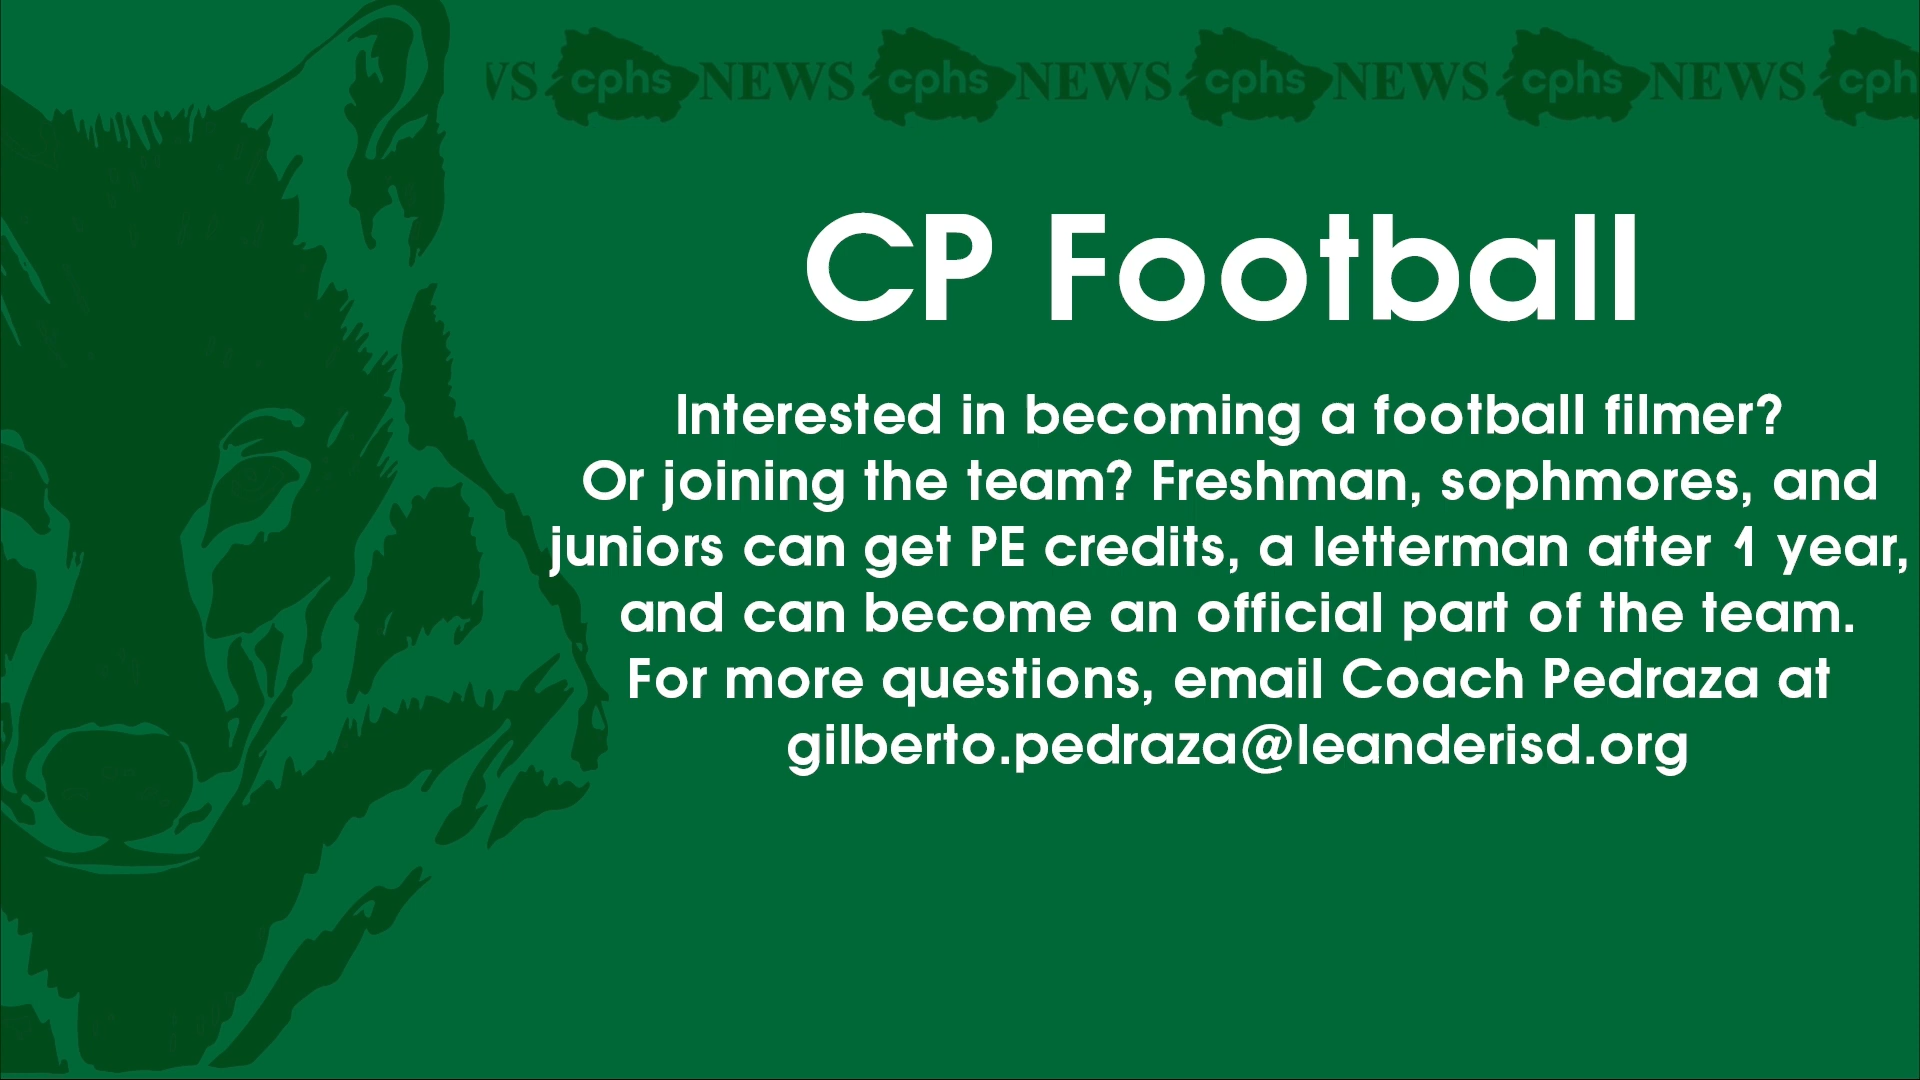 VS cphs NEWS cphs NEWS cphs NEWS cphs NEWS cph
CP Football
Interested in becoming a football filmer?
Or joining the team? Freshman, sophmores, and
juniors can get PE credits, a letterman after 1 year,
and can become an official part of the team.
For more questions, email Coach Pedraza at
gilberto.pedraza@leanderisd.org